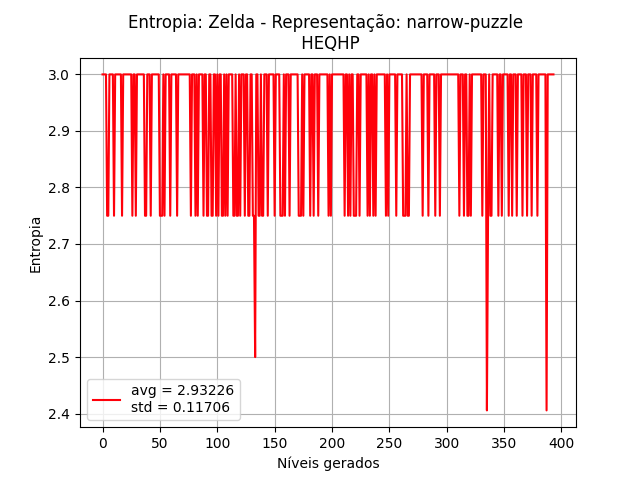 Entropia: Zelda - Representação: narrow-puzzle
HEQHP
3.0
2.9
2.8
2.7
2.6
2.5
2.4
Entropia
avg = 2.93226
std = 0.11706
0 50 100 150 200 250 300 350 400
Níveis gerados